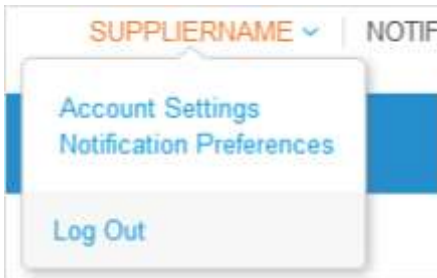 SUPPLIERNAME NOTIF
Account Settings
Notification Preferences
Log Out